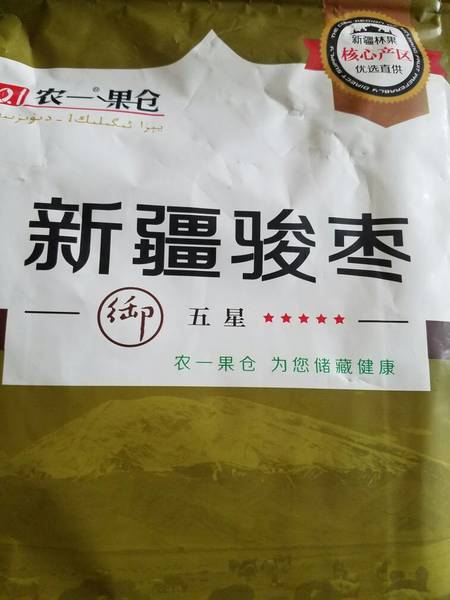 新疆林果
核心产区
优选直供
农一果仓
新疆骏枣
御 五星
农一果仓 为您储藏健康